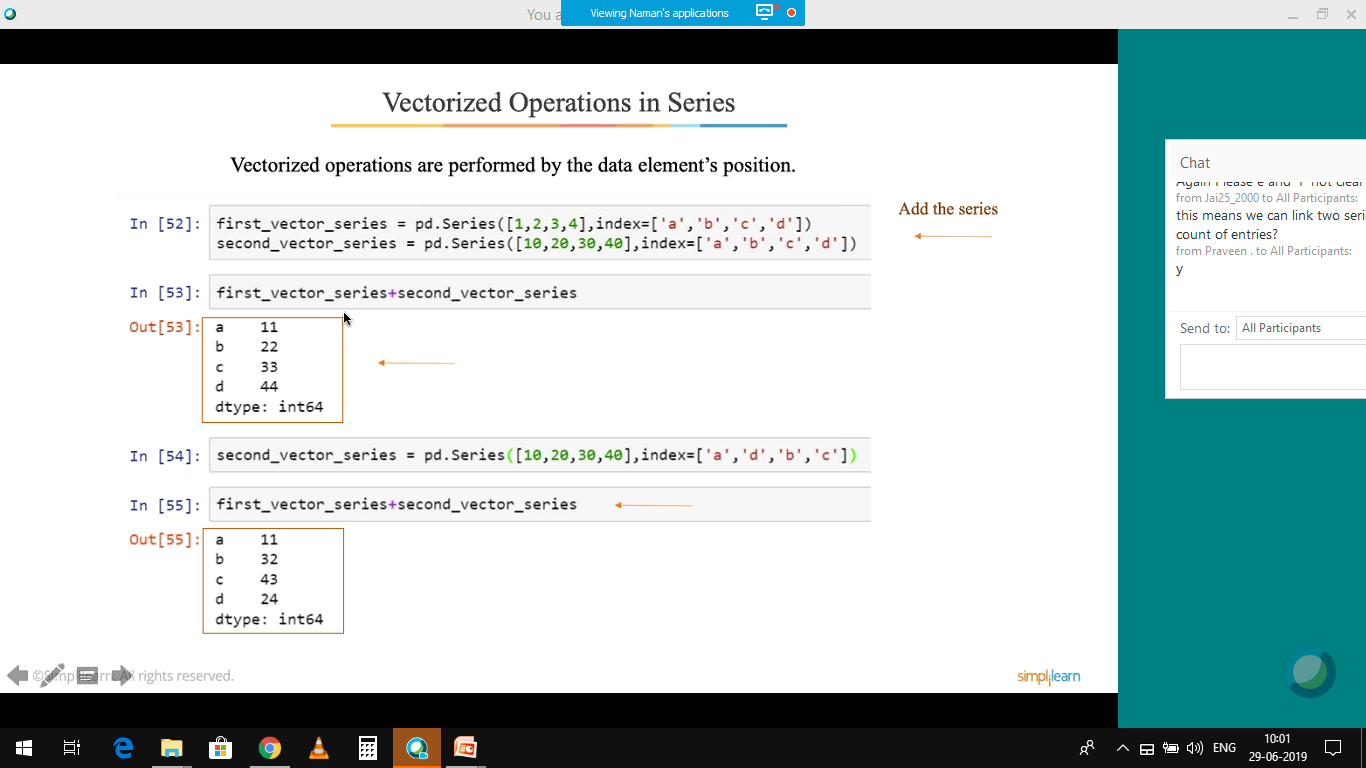 You a
Viewing Naman's applications
Vectorized Operations in Series
Vectorized operations are performed by the data element's position.
Add the series
In [52]: first_vector_series = pd.Series([1,2,3,4],index=['a','b','c','d'])
second_vector_series = pd.Series([10,20,30,40],index=['a','b','c','d'])
In [53]: first_vector_series+second_vector_series
Out[53]: a 11
b 22
c 33
d 44
dtype: int64
In [54]: second_vector_series = pd.Series([10,20,30,40],index=['a','d','b','c'])
In [55]: first_vector_series+second_vector_series
Out[55]: a 11
b 32
c 43
d 24
dtype: int64
©Simplilearn. All rights reserved.
simplilearn
Chat
from Jai25_2000 to All Participants:
this means we can link two seri
count of entries?
from Praveen . to All Participants:
y
Send to: All Participants
ENG
10:01
29-06-2019